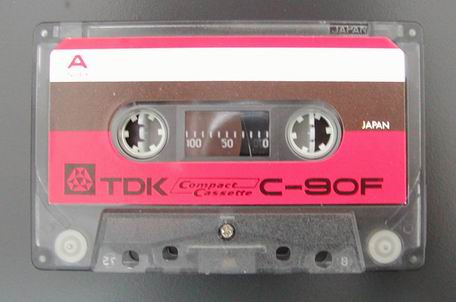 JAPAN
A
JAPAN
100 50 0
TDK Compact Cassette C-90F